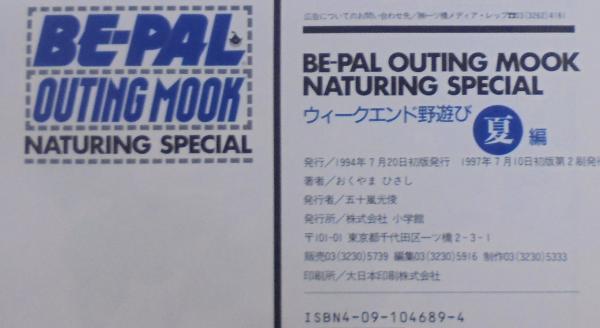 BE-PAL
OUTING MOOK
NATURING SPECIAL
広告についてのお問い合わせ先/㈱一ツ橋メディア・レップ☎03(3262)4161
BE-PAL OUTING MOOK
NATURING SPECIAL
ウィークエンド野遊び 夏 編
発行/1994年7月20日初版発行 1997年7月10日初版第2刷発行
著者/おくやま ひさし
発行者/五十嵐光俊
発行所/株式会社 小学館
〒101-01 東京都千代田区一ツ橋2-3-1
販売03(3230)5739 編集03(3230)5916 制作03(3230)5333
印刷所/大日本印刷株式会社
ISBN4-09-104689-4